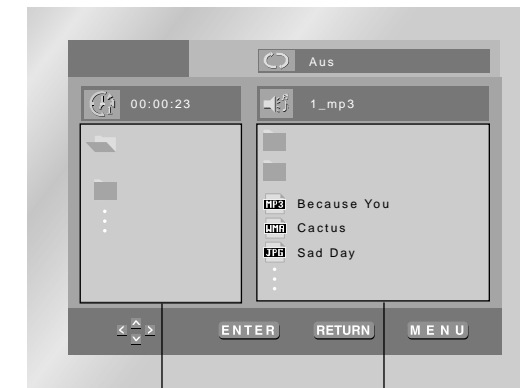 Aus
00:00:23
1_mp3
MP3 Because You
WMA Cactus
JPG Sad Day
ENTER RETURN MENU